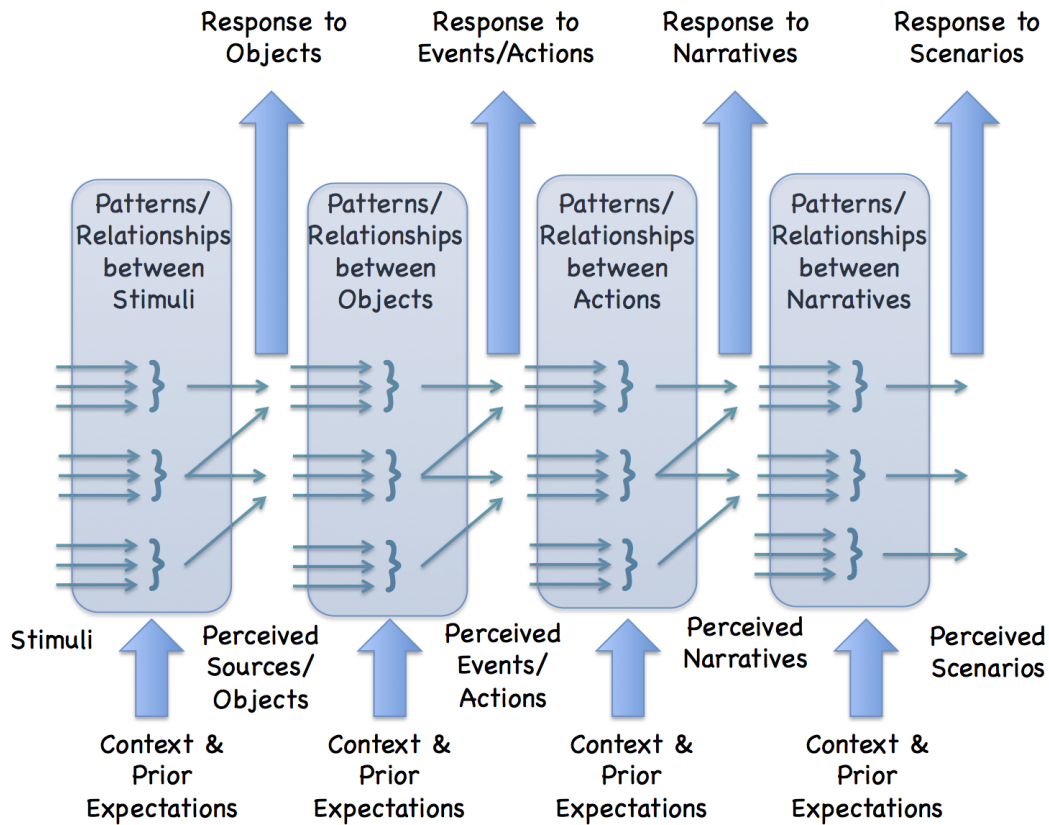 Response to
Objects
Response to
Events/Actions
Response to
Narratives
Response to
Scenarios
Patterns/
Relationships
between
Stimuli
Patterns/
Relationships
between
Objects
Patterns/
Relationships
between
Actions
Patterns/
Relationships
between
Narratives
Stimuli
Perceived
Sources/
Objects
Perceived
Events/
Actions
Perceived
Narratives
Perceived
Scenarios
Context &
Prior
Expectations
Context &
Prior
Expectations
Context &
Prior
Expectations
Context &
Prior
Expectations